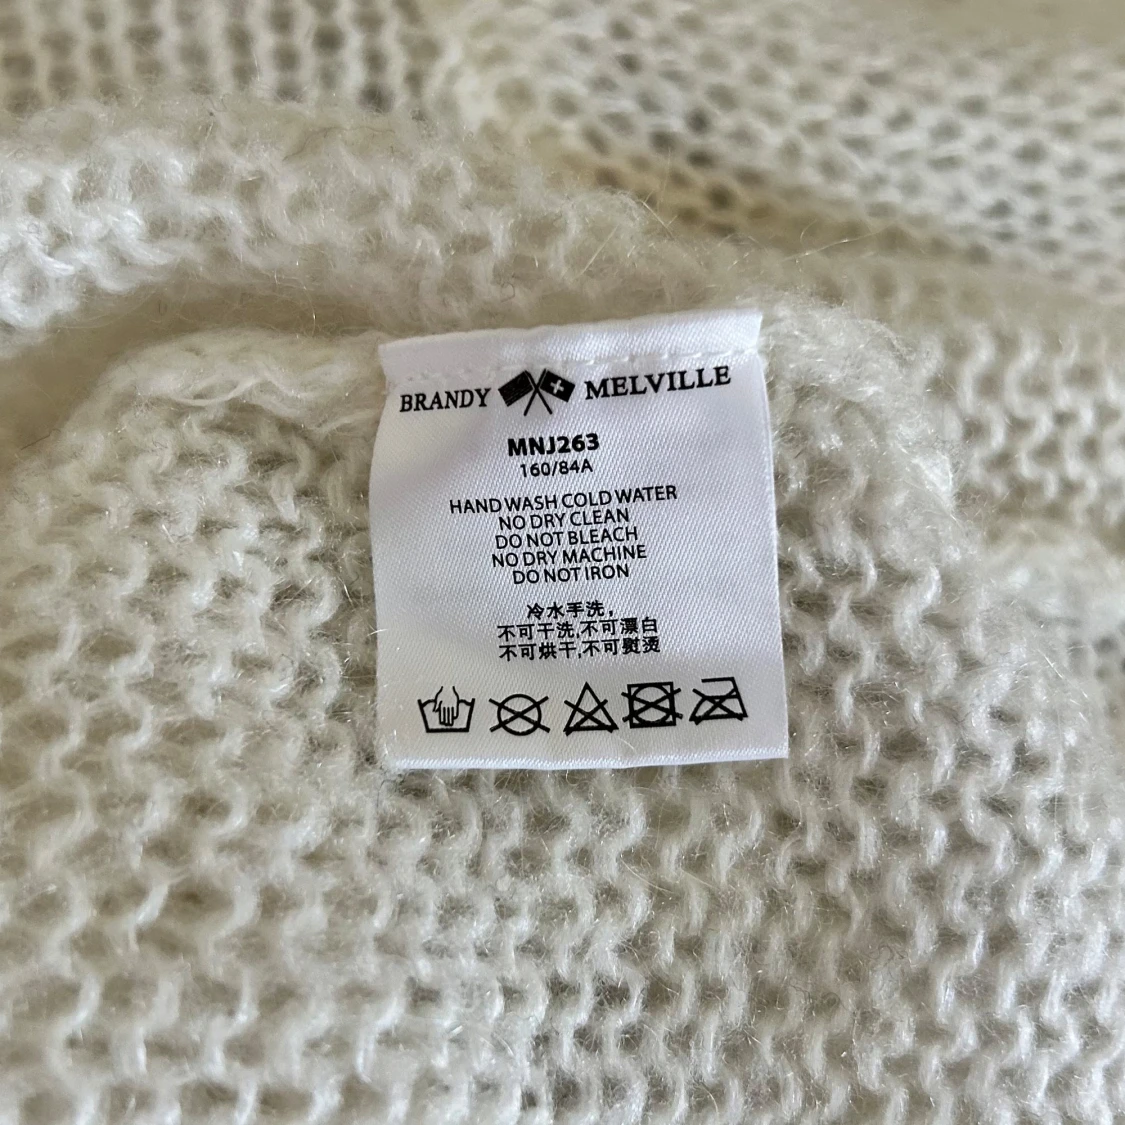 BRANDY MELVILLE
MNJ263
160/84A
HAND WASH COLD WATER
NO DRY CLEAN
DO NOT BLEACH
NO DRY MACHINE
DO NOT IRON
冷水手洗，
不可干洗,不可漂白
不可烘干,不可熨烫